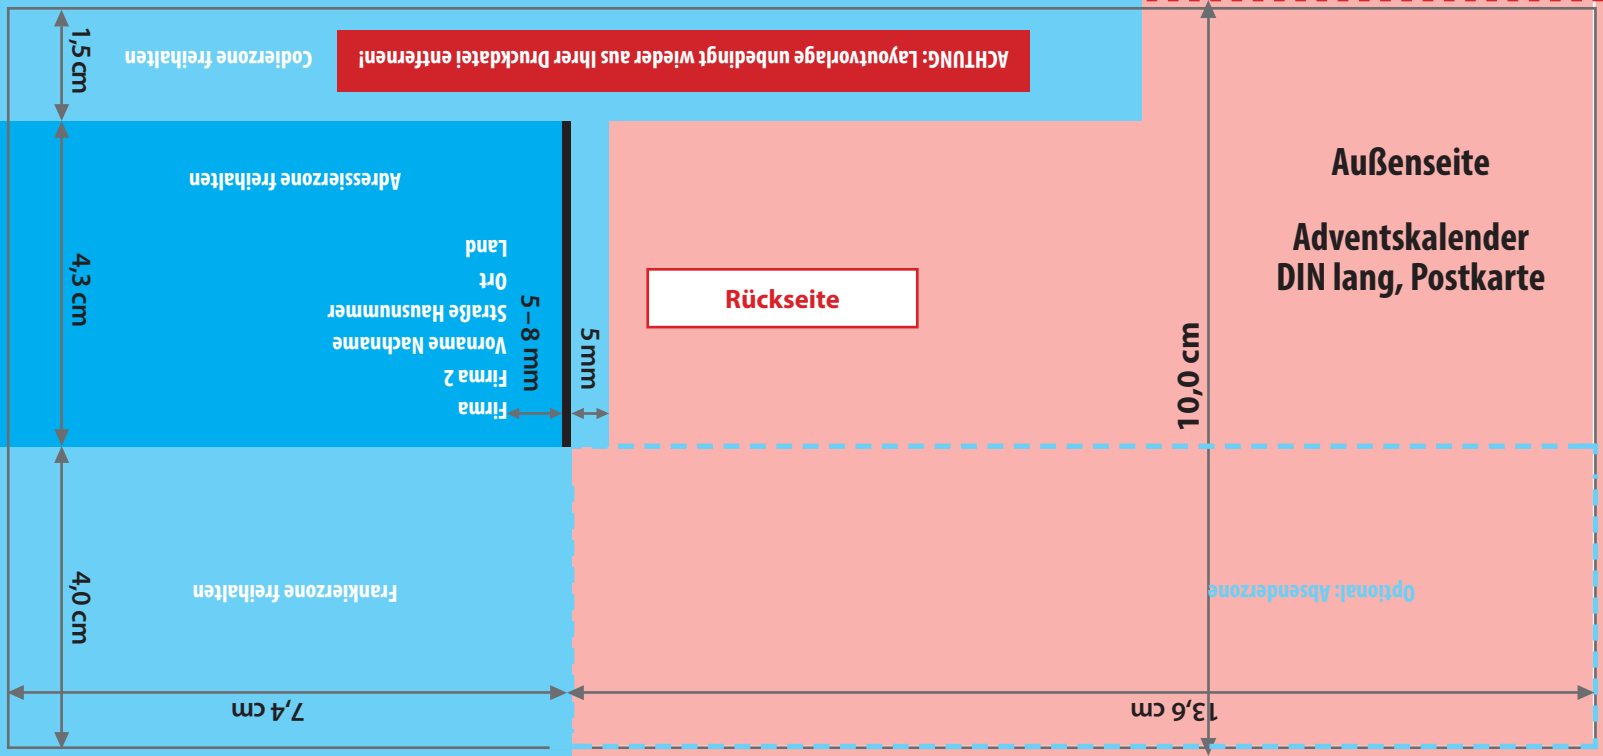 1,5 cm
Codierzone freihalten
ACHTUNG: Layoutvorlage unbedingt wieder aus Ihrer Druckdatei entfernen!
Außenseite
Adventskalender
DIN lang, Postkarte
Adressierzone freihalten
4,3 cm
Firma
Firma 2
Vorname Nachname
Straße Hausnummer
Ort
Land
5 – 8 mm
5 mm
Rückseite
10,0 cm
4,0 cm
Frankierzone freihalten
Optional: Absenderzone
7,4 cm
13,6 cm